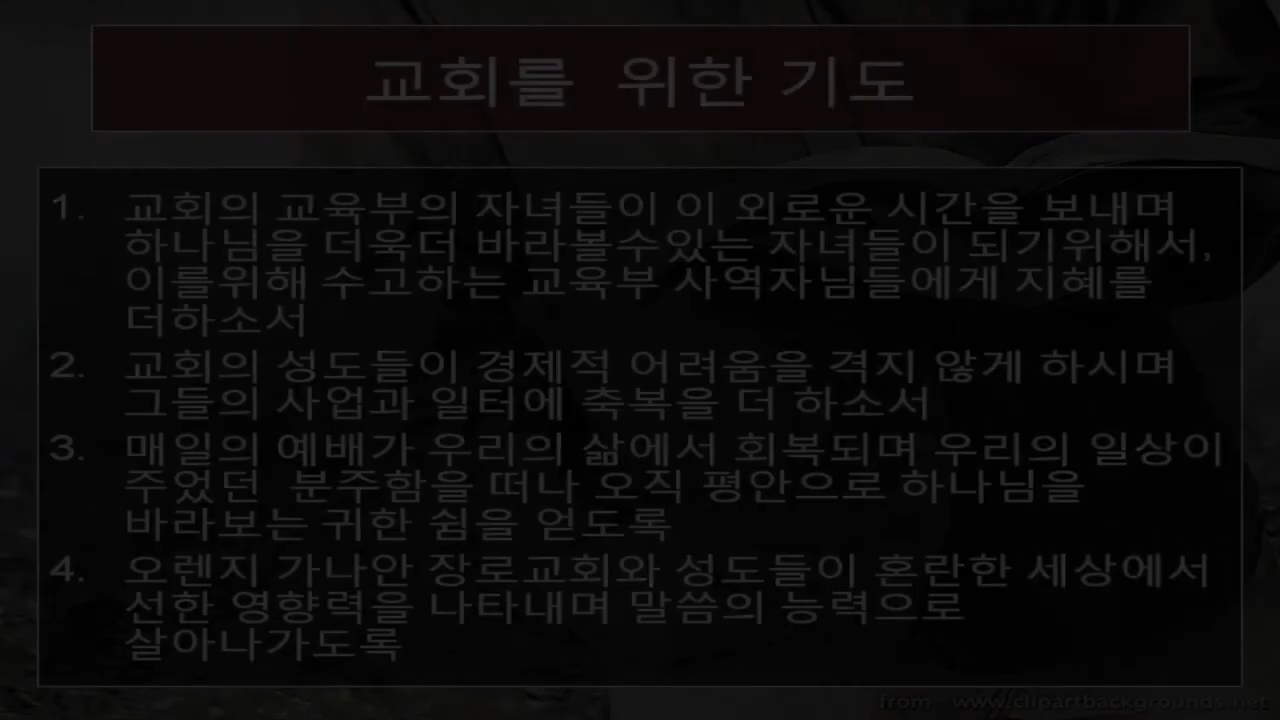 교회를 위한 기도
1. 교회의 교육부의 자녀들이 이 외로운 시간을 보내며
하나님을 더욱더 바라볼수있는 자녀들이 되기위해서,
이를위해 수고하는 교육부 사역자님들에게 지혜를
더하소서
2. 교회의 성도들이 경제적 어려움을 격지 않게 하시며
그들의 사업과 일터에 축복을 더 하소서
3. 매일의 예배가 우리의 삶에서 회복되며 우리의 일상이
주었던 분주함을 떠나 오직 평안으로 하나님을
바라보는 귀한 쉼을 얻도록
4. 오렌지 가나안 장로교회와 성도들이 혼란한 세상에서
선한 영향력을 나타내며 말씀의 능력으로
살아나가도록
from www.clipartbackgrounds.net